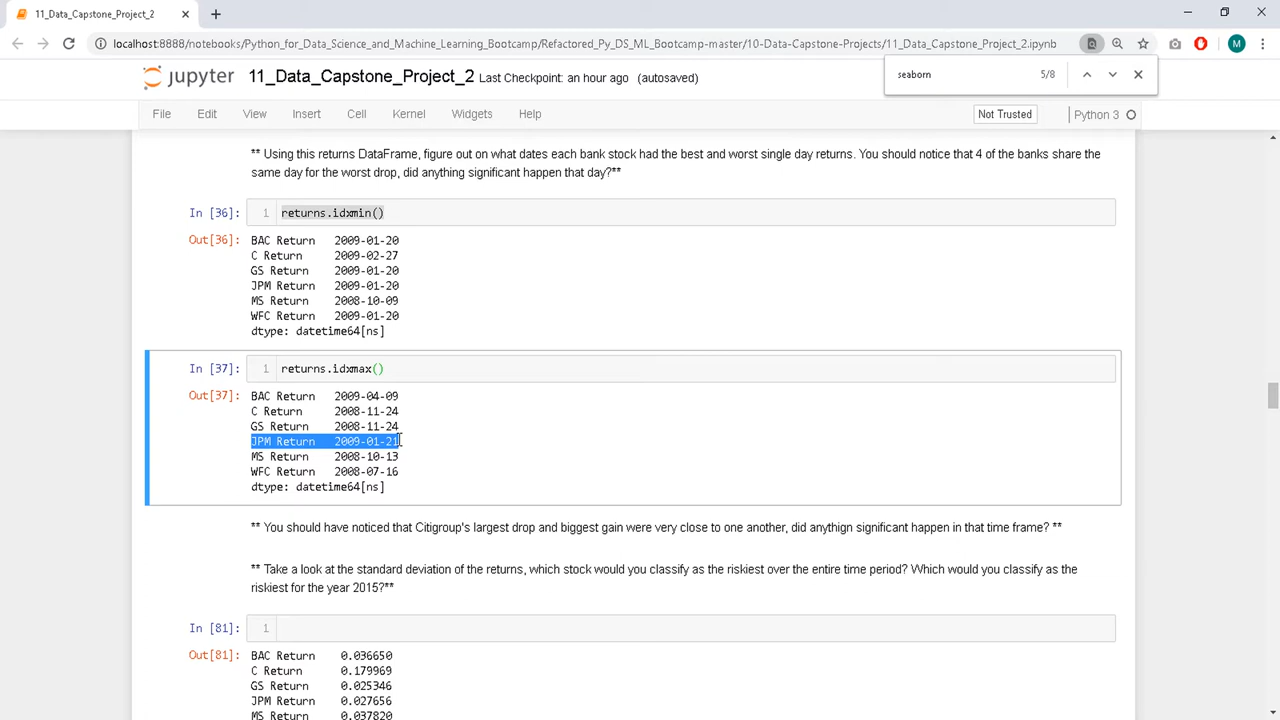 11_Data_Capstone_Project_2
localhost:8888/notebooks/Python_for_Data_Science_and_Machine_Learning_Bootcamp/Refactored_Py_DS_ML_Bootcamp-master/10-Data-Capstone-Projects/11_Data_Capstone_Project_2.ipynb
M
seaborn 5/8
jupyter 11_Data_Capstone_Project_2 Last Checkpoint: an hour ago (autosaved)
File Edit View Insert Cell Kernel Widgets Help Not Trusted Python 3
** Using this returns DataFrame, figure out on what dates each bank stock had the best and worst single day returns. You should notice that 4 of the banks share the
same day for the worst drop, did anything significant happen that day?**
In [36]: 1 returns.idxmin()
Out[36]: BAC Return 2009-01-20
C Return 2009-02-27
GS Return 2009-01-20
JPM Return 2009-01-20
MS Return 2008-10-09
WFC Return 2009-01-20
dtype: datetime64[ns]
In [37]: 1 returns.idxmax()
Out[37]: BAC Return 2009-04-09
C Return 2008-11-24
GS Return 2008-11-24
JPM Return 2009-01-21
MS Return 2008-10-13
WFC Return 2008-07-16
dtype: datetime64[ns]
** You should have noticed that Citigroup's largest drop and biggest gain were very close to one another, did anythign significant happen in that time frame? **
** Take a look at the standard deviation of the returns, which stock would you classify as the riskiest over the entire time period? Which would you classify as the
riskiest for the year 2015?**
In [81]: 1
Out[81]: BAC Return 0.036650
C Return 0.179969
GS Return 0.025346
JPM Return 0.027656
MS Return 0.037820